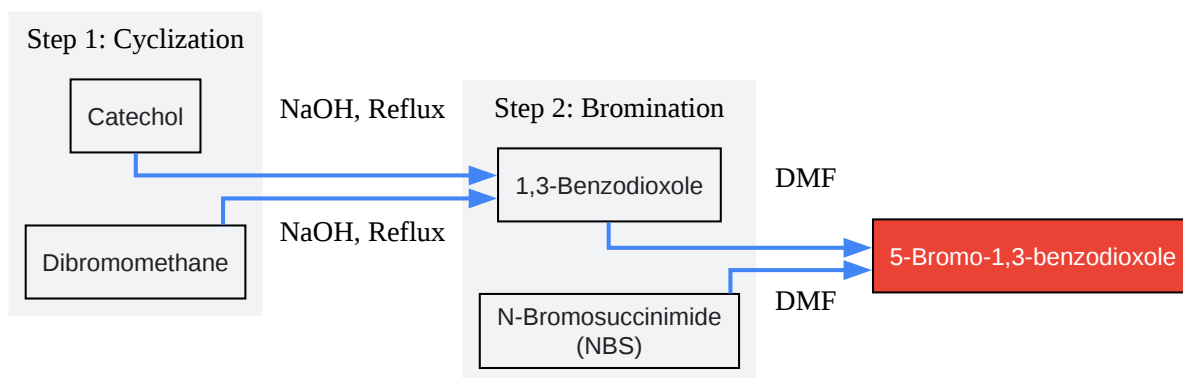 Step 1: Cyclization
Catechol
NaOH, Reflux
Step 2: Bromination
1,3-Benzodioxole
DMF
NaOH, Reflux
Dibromomethane
5-Bromo-1,3-benzodioxole
DMF
N-Bromosuccinimide
(NBS)